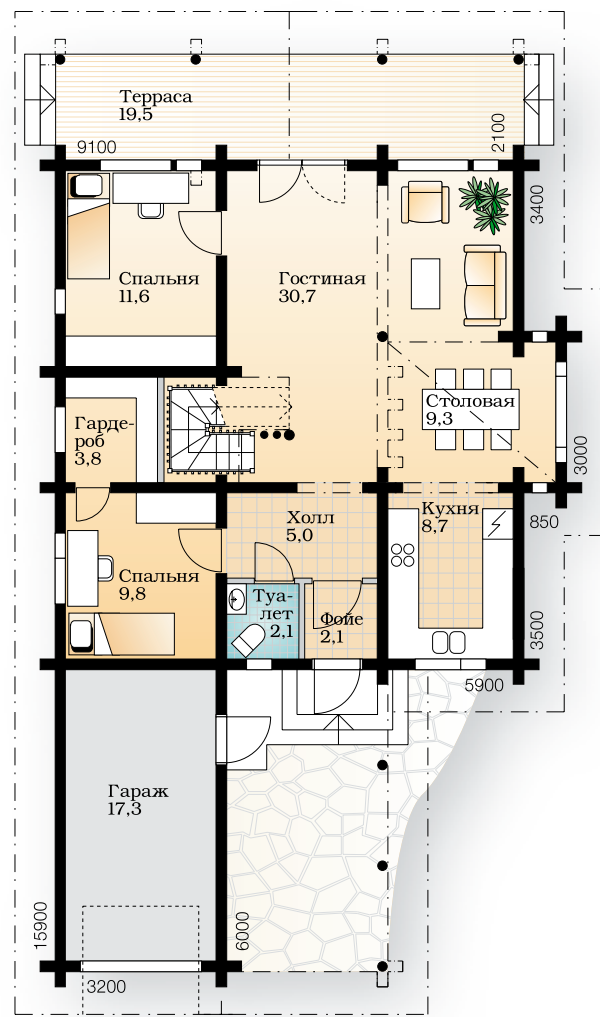 Терраса
19,5
9100
2100
3400
Спальня
11,6
Гостиная
30,7
Столовая
9,3
Гарде-
роб
3,8
3000
Холл
5,0
Кухня
8,7
850
Спальня
9,8
Туа-
лет
2,1
Фойе
2,1
3500
5900
Гараж
17,3
15900
6000
3200